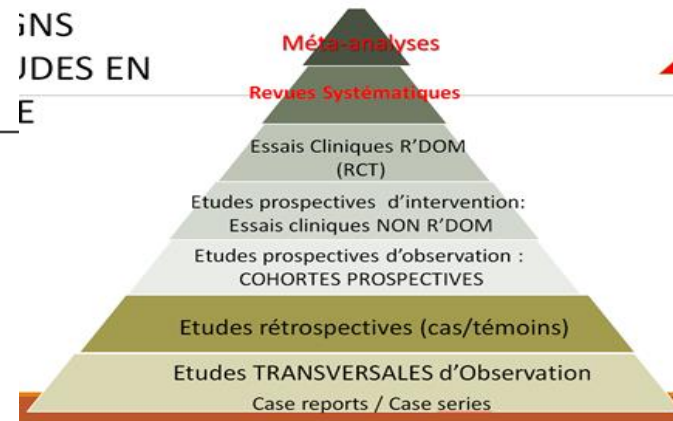 UDES EN
E
Méta-analyses
Revues Systématiques
Essais Cliniques R'DOM
(RCT)
Etudes prospectives d'intervention:
Essais cliniques NON R'DOM
Etudes prospectives d'observation :
COHORTES PROSPECTIVES
Etudes rétrospectives (cas/témoins)
Etudes TRANSVERSALES d'Observation
Case reports / Case series